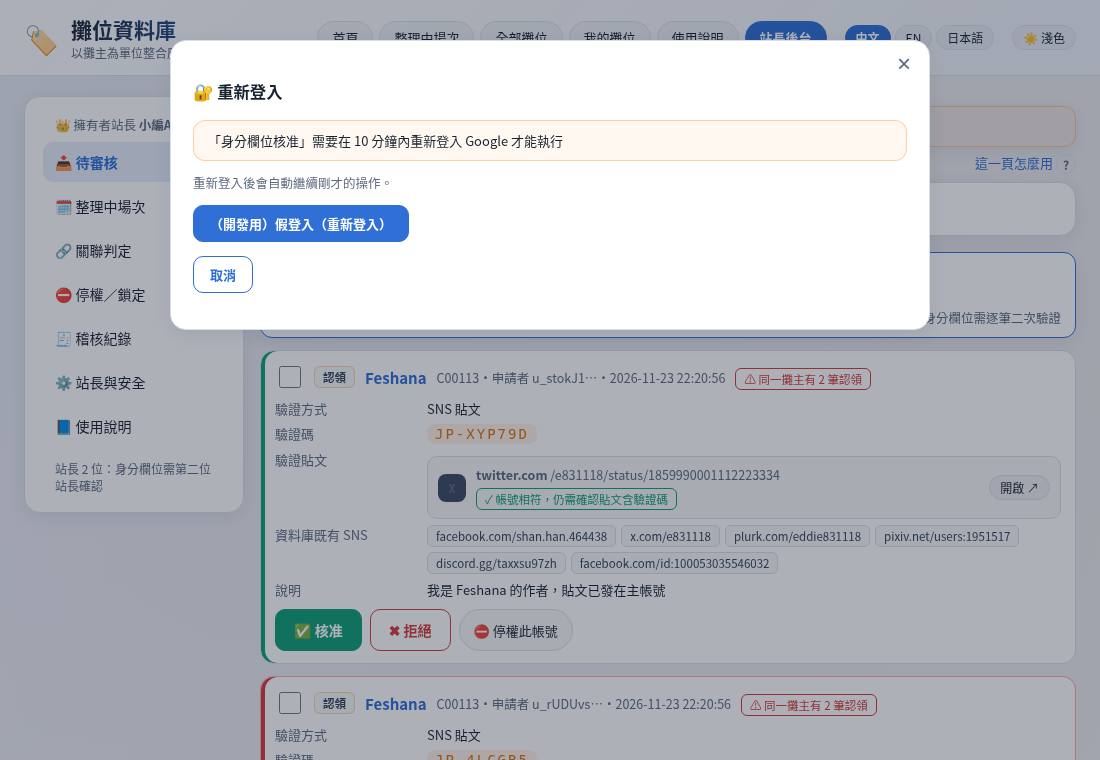 攤位資料庫
以攤主為單位整合
首頁
整理中場次
全部攤位
我的攤位
使用說明
站長後台
中文
EN
日本語
淺色
重新登入
「身分欄位核准」需要在 10 分鐘內重新登入 Google 才能執行
重新登入後會自動繼續剛才的操作。
（開發用）假登入（重新登入）
取消
擁有者站長 小編A
待審核
整理中場次
關聯判定
停權／鎖定
稽核紀錄
站長與安全
使用說明
站長 2 位：身分欄位需第二位
站長確認
這一頁怎麼用 ?
身分欄位需逐筆二次驗證
認領 Feshana C00113・申請者 u_stokJ1…・2026-11-23 22:20:56 ⚠ 同一攤主有 2 筆認領
驗證方式 SNS 貼文
驗證碼 JP-XYP79D
驗證貼文 twitter.com /e831118/status/1859990001112223334
X
✓ 帳號相符，仍需確認貼文含驗證碼
開啟 ↗
資料庫既有 SNS facebook.com/shan.han.464438 x.com/e831118 plurk.com/eddie831118 pixiv.net/users:1951517
discord.gg/taxxsu97zh facebook.com/id:100053035546032
說明 我是 Feshana 的作者，貼文已發在主帳號
✅ 核准 ✖ 拒絕 ⛔ 停權此帳號
認領 Feshana C00113・申請者 u_rUDUvs…・2026-11-23 22:20:56 ⚠ 同一攤主有 2 筆認領
驗證方式 SNS 貼文
驗證碼